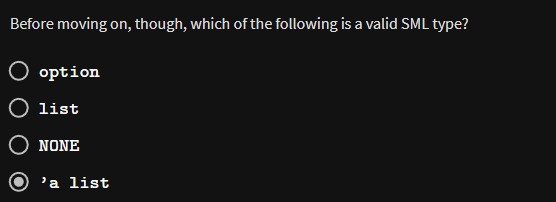 Before moving on, though, which of the following is a valid SML type?
option
list
NONE
’a list